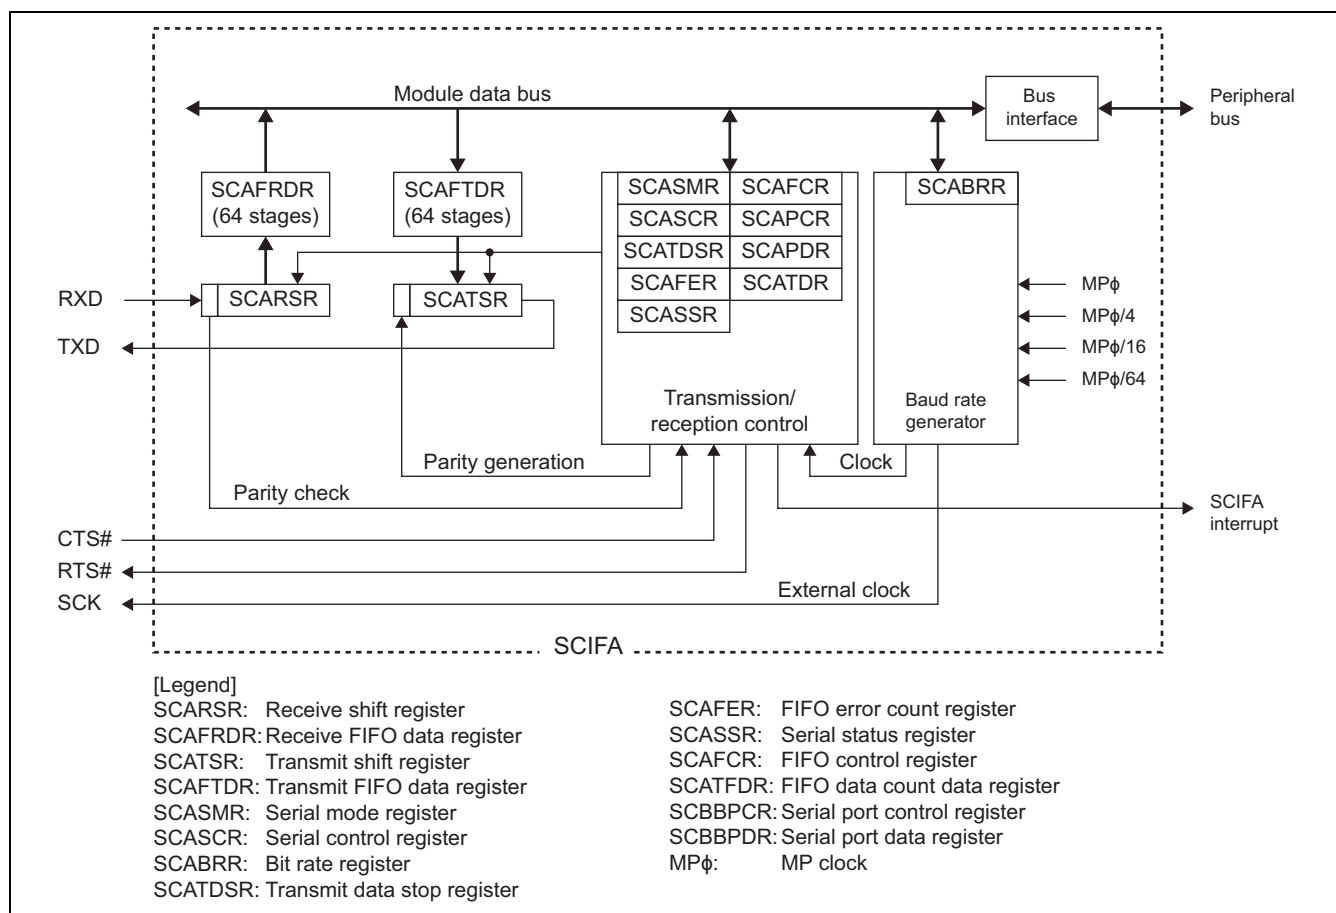 Module data bus
Bus
interface
Peripheral
bus
SCAFRDR
(64 stages)
SCAFTDR
(64 stages)
SCASMR
SCAFCR
SCASCR
SCAPCR
SCATDSR
SCAPDR
SCAFER
SCATDR
SCASSR
SCABRR
RXD
SCARSR
SCATSR
TXD
MPϕ
MPϕ/4
MPϕ/16
MPϕ/64
Transmission/
reception control
Baud rate
generator
Parity generation
Clock
Parity check
SCIFA
interrupt
CTS#
RTS#
SCK
External clock
SCIFA
[Legend]
SCARSR: Receive shift register
SCAFRDR: Receive FIFO data register
SCATSR: Transmit shift register
SCAFTDR: Transmit FIFO data register
SCASMR: Serial mode register
SCASCR: Serial control register
SCABRR: Bit rate register
SCATDSR: Transmit data stop register
SCAFER: FIFO error count register
SCASSR: Serial status register
SCAFCR: FIFO control register
SCATFDR: FIFO data count data register
SCBBPCR: Serial port control register
SCBBPDR: Serial port data register
MPϕ: MP clock